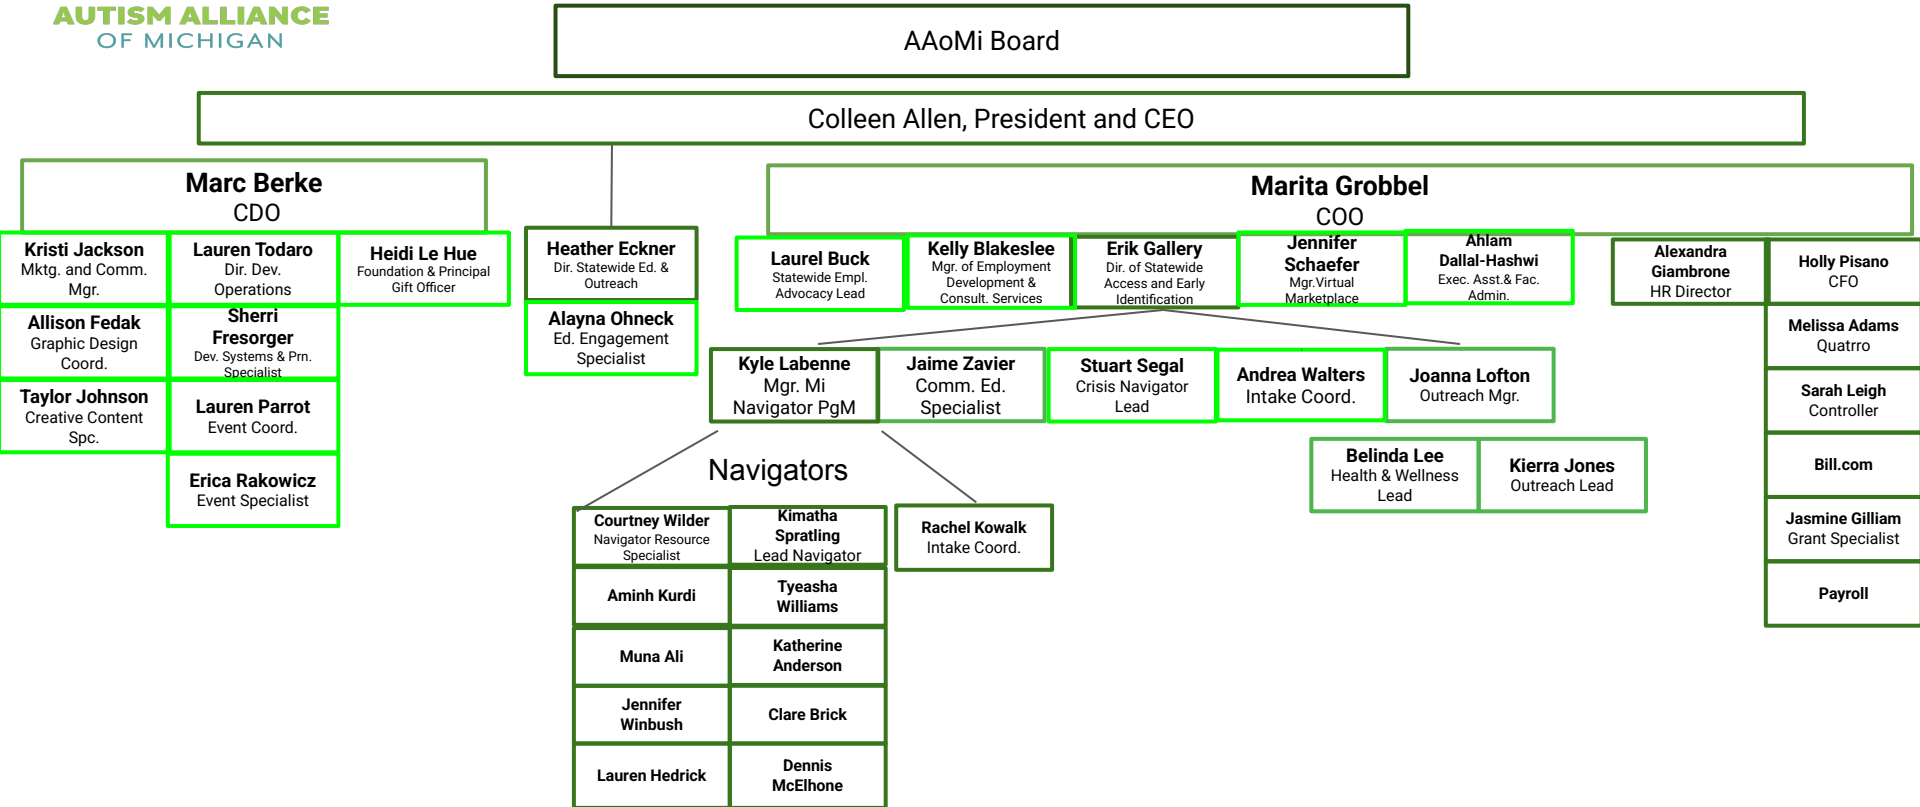 AUTISM ALLIANCE
OF MICHIGAN
AAoMi Board
Colleen Allen, President and CEO
Marc Berke
CDO
Marita Grobbel
COO
Kristi Jackson
Mktg. and Comm.
Mgr.
Lauren Todaro
Dir. Dev.
Operations
Heidi Le Hue
Foundation & Principal
Gift Officer
Allison Fedak
Graphic Design
Coord.
Sherri
Fresorger
Dev. Systems & Prn.
Specialist
Taylor Johnson
Creative Content
Spc.
Lauren Parrot
Event Coord.
Erica Rakowicz
Event Specialist
Heather Eckner
Dir. Statewide Ed. &
Outreach
Alayna Ohneck
Ed. Engagement
Specialist
Laurel Buck
Statewide Empl.
Advocacy Lead
Kelly Blakeslee
Mgr. of Employment
Development &
Consult. Services
Erik Gallery
Dir. of Statewide
Access and Early
Identification
Jennifer
Schaefer
Mgr.Virtual
Marketplace
Ahlam
Dallal-Hashwi
Exec. Asst.& Fac.
Admin.
Alexandra
Giambrone
HR Director
Holly Pisano
CFO
Melissa Adams
Quatrro
Sarah Leigh
Controller
Bill.com
Jasmine Gilliam
Grant Specialist
Payroll
Kyle Labenne
Mgr. Mi
Navigator PgM
Jaime Zavier
Comm. Ed.
Specialist
Stuart Segal
Crisis Navigator
Lead
Andrea Walters
Intake Coord.
Joanna Lofton
Outreach Mgr.
Belinda Lee
Health & Wellness
Lead
Kierra Jones
Outreach Lead
Navigators
Courtney Wilder
Navigator Resource
Specialist
Kimatha
Spratling
Lead Navigator
Rachel Kowalk
Intake Coord.
Aminh Kurdi
Tyeasha
Williams
Muna Ali
Katherine
Anderson
Jennifer
Winbush
Clare Brick
Lauren Hedrick
Dennis
McElhone